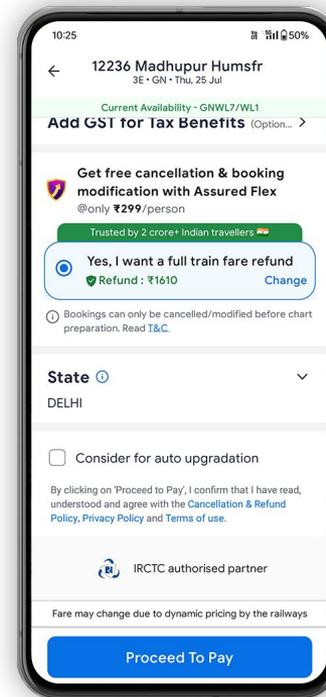 10:25
50%
12236 Madhupur Humsfr
3E • GN • Thu, 25 Jul
Current Availability - GNWL7/WL1
Add GST for Tax Benefits (Option...
Get free cancellation & booking
modification with Assured Flex
@only ₹299/person
Trusted by 2 crore+ Indian travellers
Yes, I want a full train fare refund
Refund : ₹1610 Change
Bookings can only be cancelled/modified before chart
preparation. Read T&C.
State
DELHI
Consider for auto upgradation
By clicking on 'Proceed to Pay', I confirm that I have read,
understood and agree with the Cancellation & Refund
Policy, Privacy Policy and Terms of use.
IRCTC authorised partner
Fare may change due to dynamic pricing by the railways
Proceed To Pay